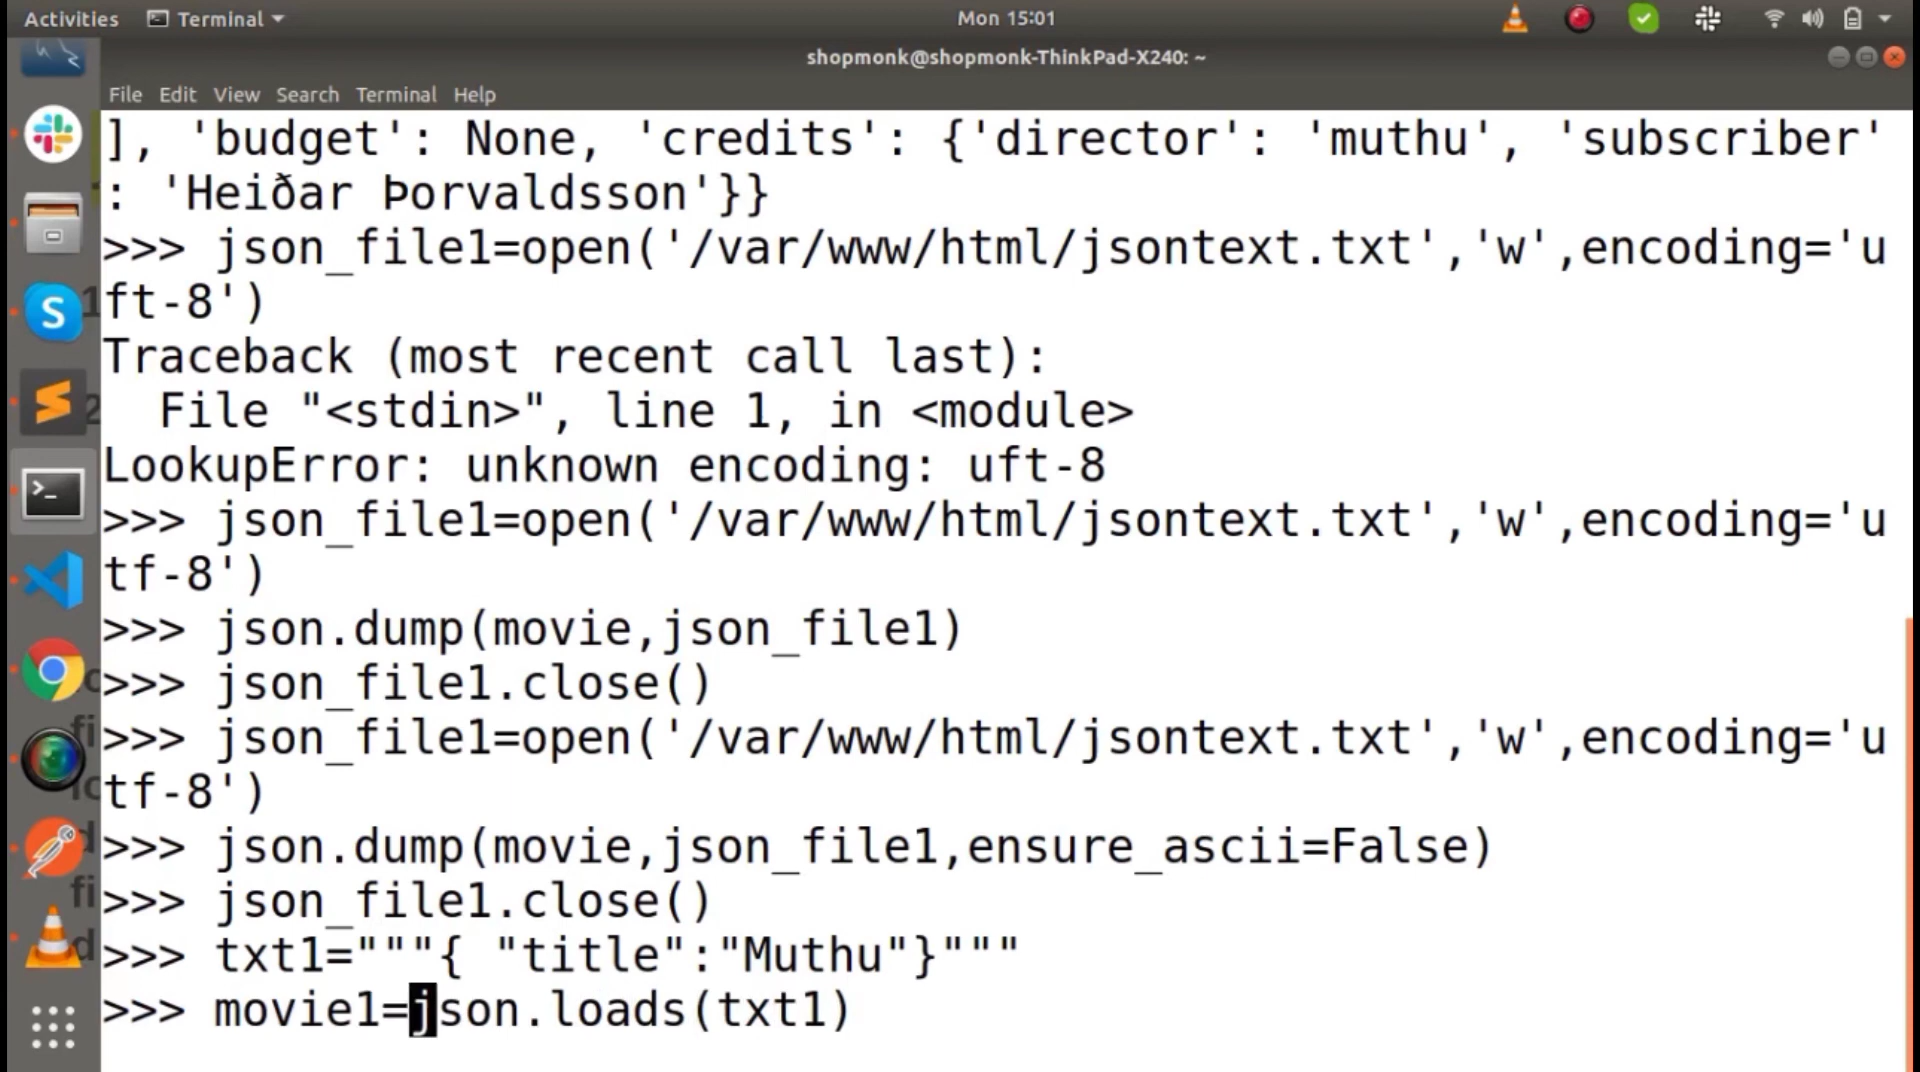 Activities Terminal Mon 15:01
shopmonk@shopmonk-ThinkPad-X240: ~
File Edit View Search Terminal Help
], 'budget': None, 'credits': {'director': 'muthu', 'subscriber'
: 'Heiðar Þorvaldsson'}}
>>> json_file1=open('/var/www/html/jsontext.txt','w',encoding='u
ft-8')
Traceback (most recent call last):
  File "<stdin>", line 1, in <module>
LookupError: unknown encoding: uft-8
>>> json_file1=open('/var/www/html/jsontext.txt','w',encoding='u
tf-8')
>>> json.dump(movie,json_file1)
>>> json_file1.close()
>>> json_file1=open('/var/www/html/jsontext.txt','w',encoding='u
tf-8')
>>> json.dump(movie,json_file1,ensure_ascii=False)
>>> json_file1.close()
>>> txt1="""{ "title":"Muthu"}"""
>>> movie1=json.loads(txt1)